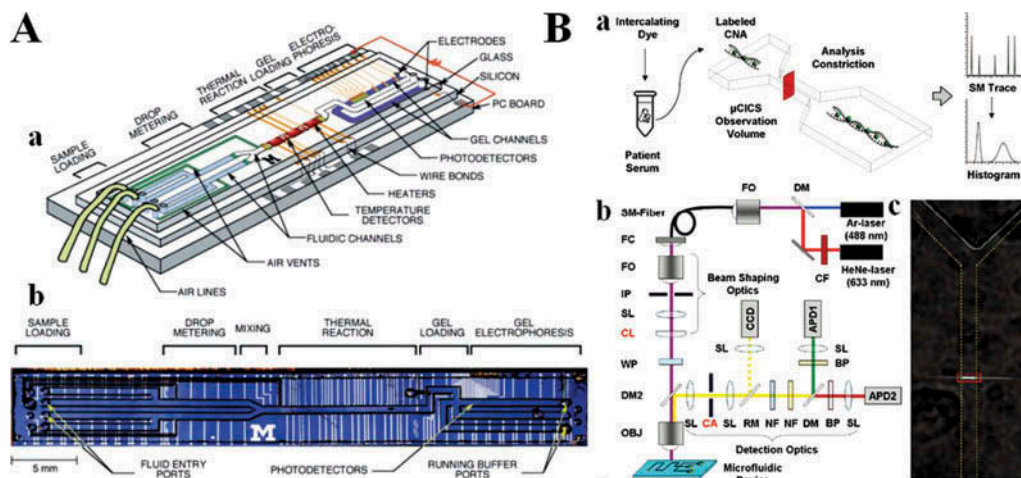 A
a
SAMPLE LOADING
DROP METERING
THERMAL REACTION
GEL LOADING
ELECTRO-PHORESIS
ELECTRODES
GLASS
SILICON
PC BOARD
GEL CHANNELS
PHOTODETECTORS
WIRE BONDS
HEATERS
TEMPERATURE DETECTORS
FLUIDIC CHANNELS
AIR VENTS
AIR LINES
b
SAMPLE LOADING
DROP METERING
MIXING
THERMAL REACTION
GEL LOADING
GEL ELECTROPHORESIS
M
5 mm
FLUID ENTRY PORTS
PHOTODETECTORS
RUNNING BUFFER PORTS
B
a
Intercalating Dye
Labeled CNA
Analysis Constriction
µCICS Observation Volume
Patient Serum
SM Trace
Histogram
b
SM-Fiber
FO
DM
Ar-laser (488 nm)
HeNe-laser (633 nm)
CF
FC
FO
IP
SL
CL
Beam Shaping Optics
WP
DM2
OBJ
CCD
APD1
SL
SL
BP
APD2
SL
CA
SL
RM
NF
NF
DM
BP
SL
Detection Optics
Microfluidic
c